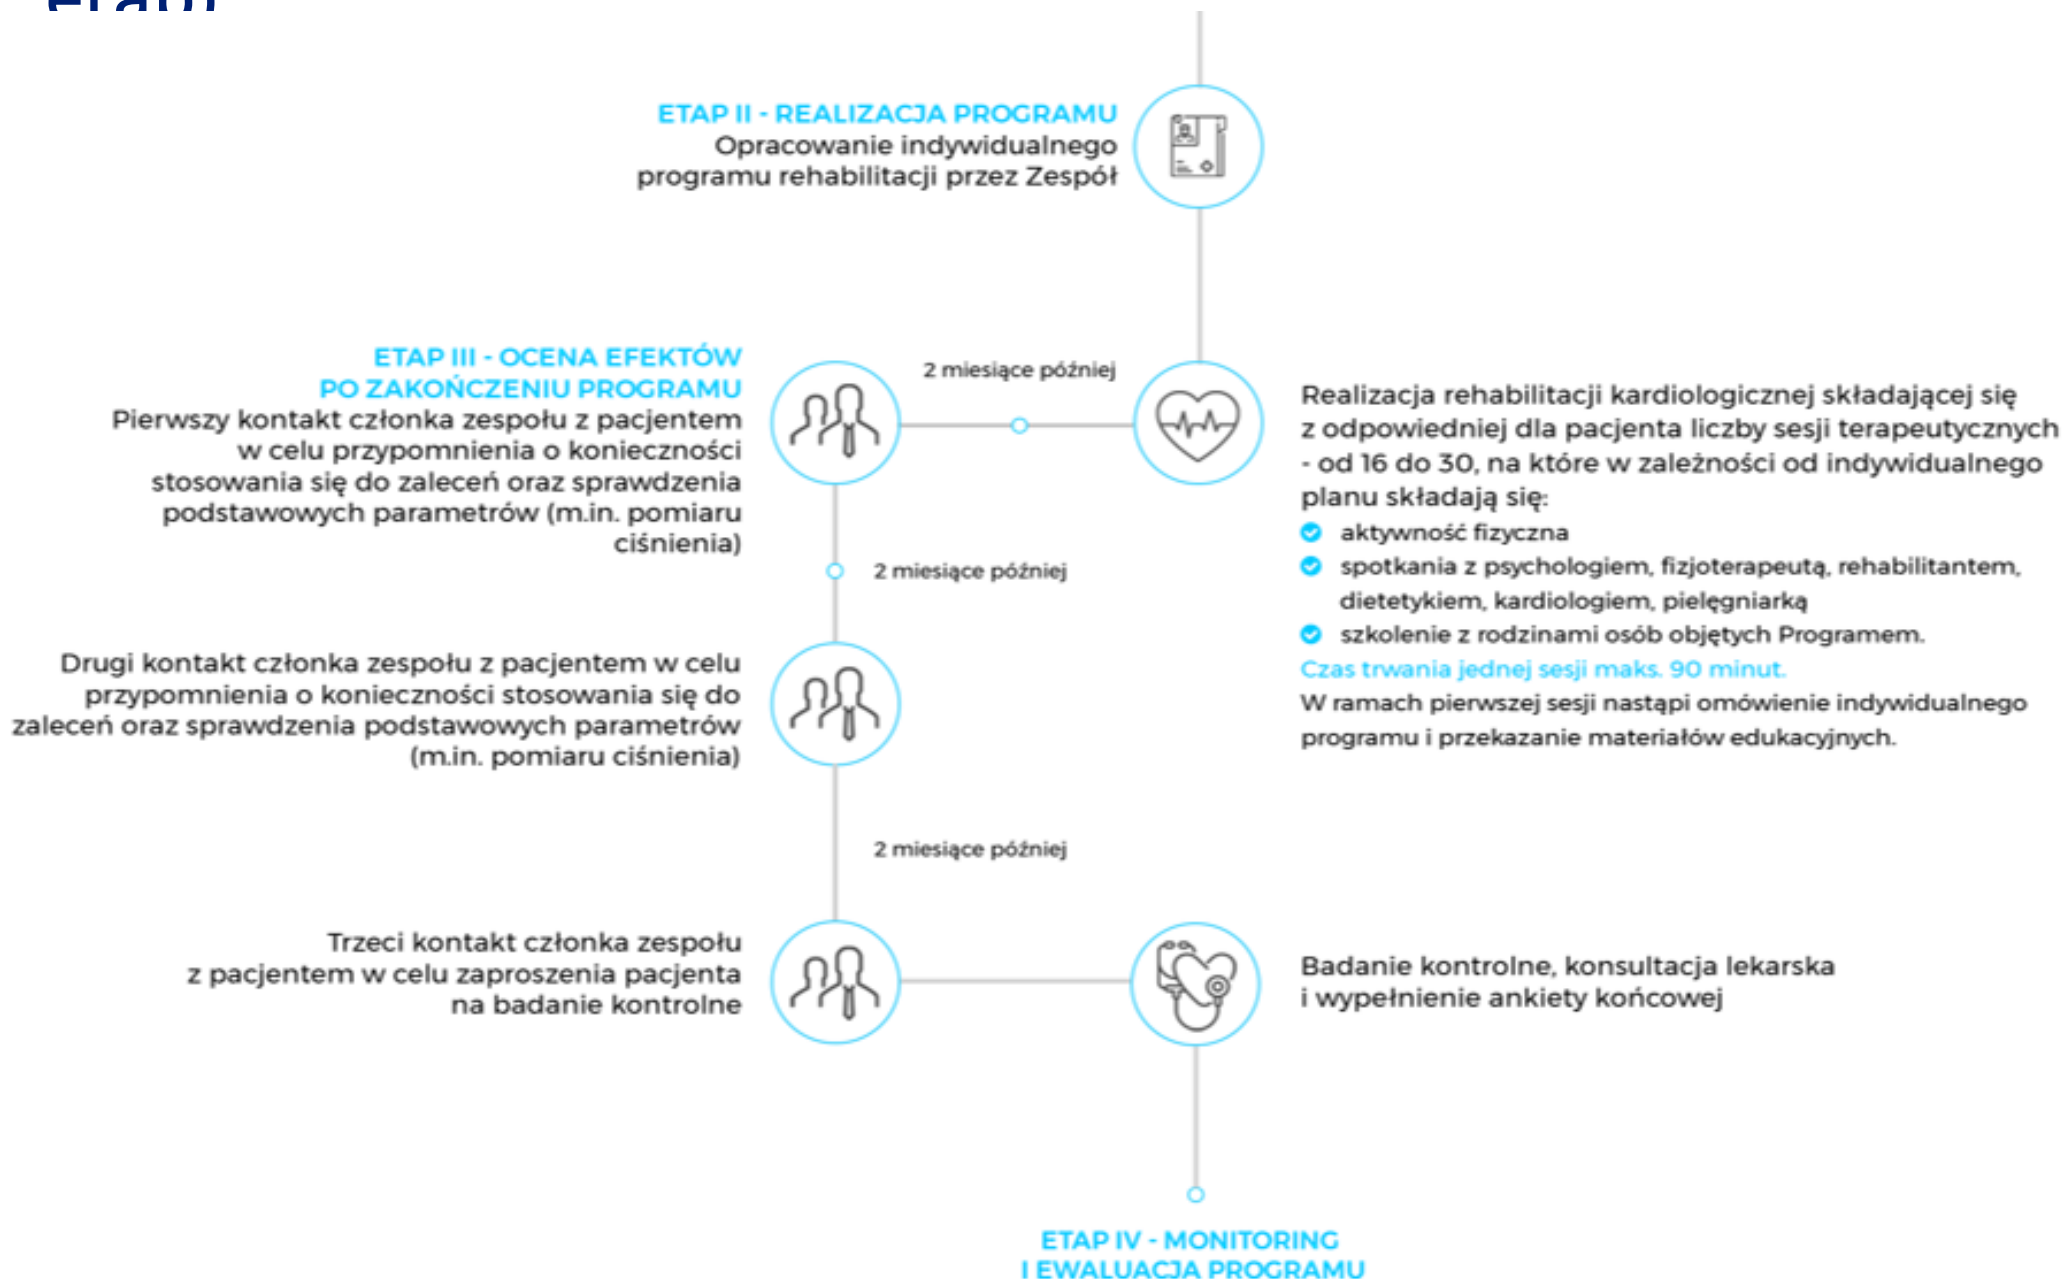 etap)
ETAP II - REALIZACJA PROGRAMU
Opracowanie indywidualnego
programu rehabilitacji przez Zespół
2 miesiące później
Realizacja rehabilitacji kardiologicznej składającej się
z odpowiedniej dla pacjenta liczby sesji terapeutycznych
- od 16 do 30, na które w zależności od indywidualnego
planu składają się:
aktywność fizyczna
spotkania z psychologiem, fizjoterapeutą, rehabilitantem,
dietetykiem, kardiologiem, pielęgniarką
szkolenie z rodzinami osób objętych Programem.
Czas trwania jednej sesji maks. 90 minut.
W ramach pierwszej sesji nastąpi omówienie indywidualnego
programu i przekazanie materiałów edukacyjnych.
ETAP III - OCENA EFEKTÓW
PO ZAKOŃCZENIU PROGRAMU
Pierwszy kontakt członka zespołu z pacjentem
w celu przypomnienia o konieczności
stosowania się do zaleceń oraz sprawdzenia
podstawowych parametrów (m.in. pomiaru
ciśnienia)
2 miesiące później
Drugi kontakt członka zespołu z pacjentem w celu
przypomnienia o konieczności stosowania się do
zaleceń oraz sprawdzenia podstawowych parametrów
(m.in. pomiaru ciśnienia)
2 miesiące później
Trzeci kontakt członka zespołu
z pacjentem w celu zaproszenia pacjenta
na badanie kontrolne
Badanie kontrolne, konsultacja lekarska
i wypełnienie ankiety końcowej
ETAP IV - MONITORING
I EWALUACJA PROGRAMU